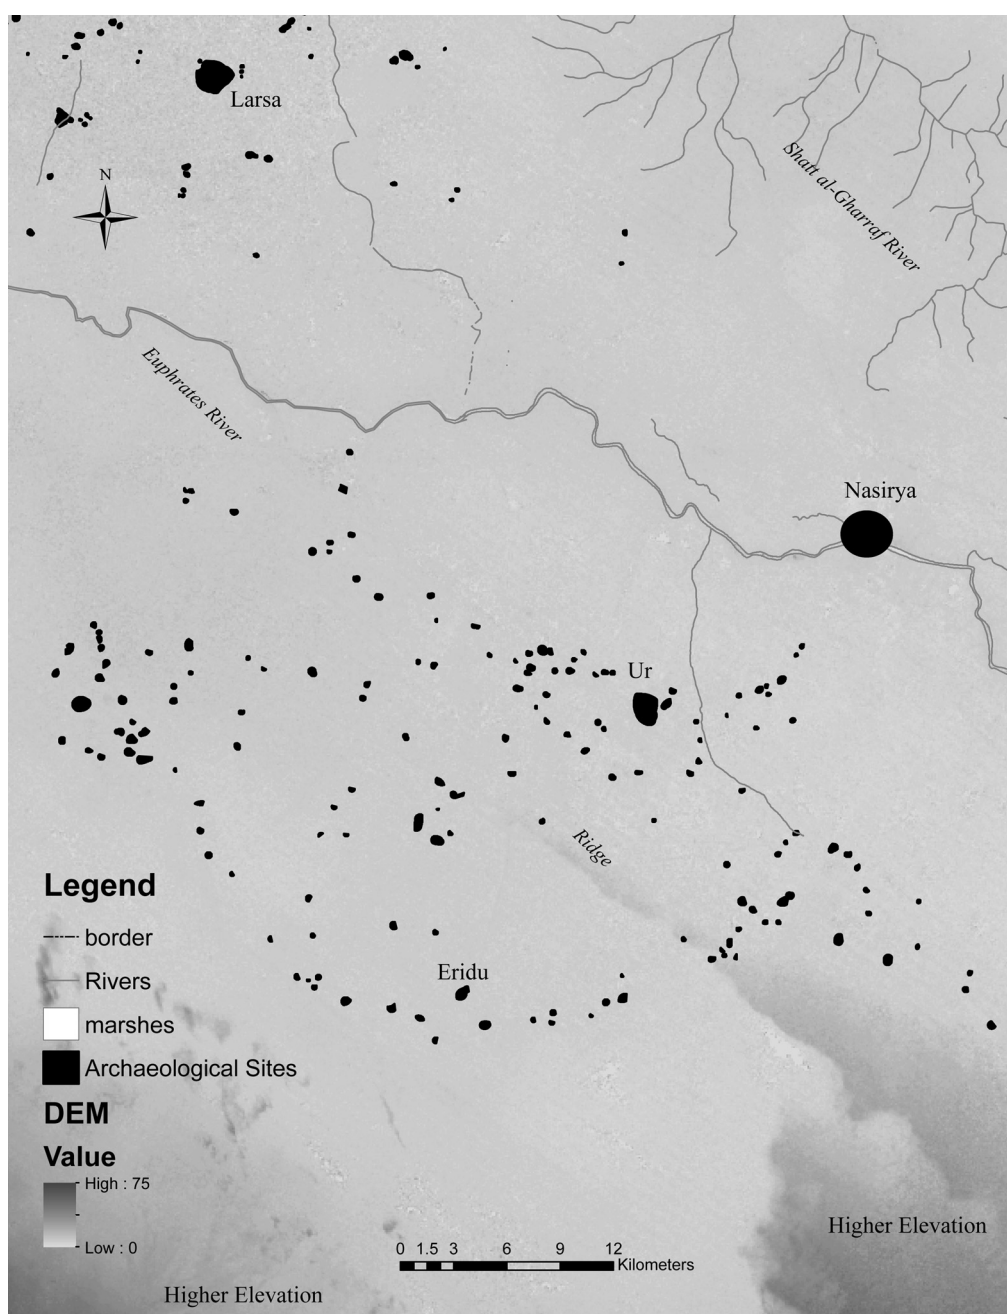 Larsa
N
Shatt al-Gharraf River
Euphrates River
Nasirya
Ur
Ridge
Eridu
Legend
border
Rivers
marshes
Archaeological Sites
DEM
Value
High : 75
Low : 0
0 1.5 3 6 9 12
Kilometers
Higher Elevation
Higher Elevation